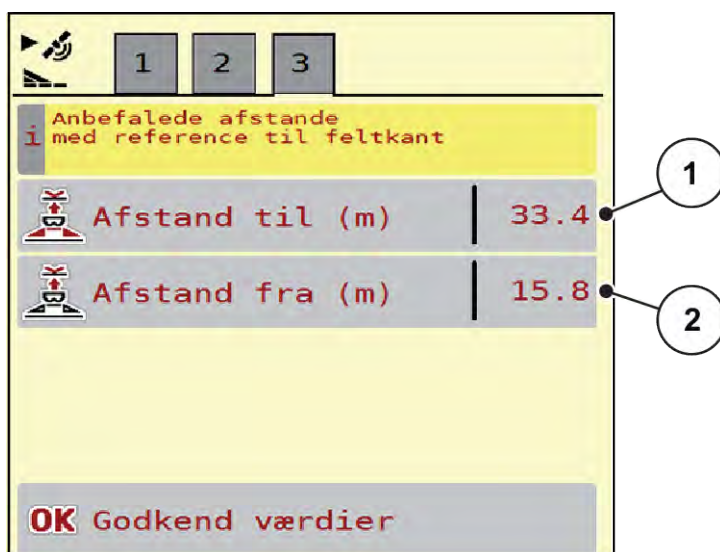 1 2 3
i Anbefalede afstande
med reference til feltkant
Afstand til (m) 33.4
1
Afstand fra (m) 15.8
2
OK Godkend værdier